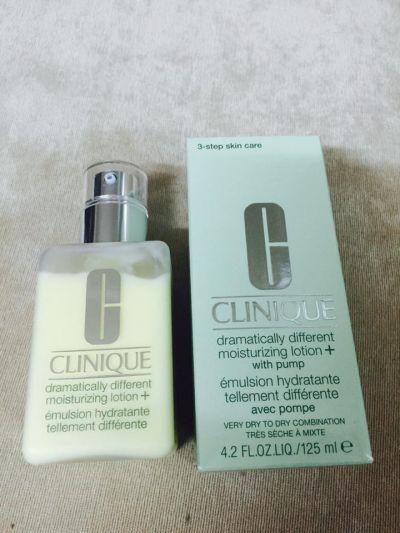 C
CLINIQUE
dramatically different
moisturizing lotion+
émulsion hydratante
tellement différente
3-step skin care
C
CLINIQUE
dramatically different
moisturizing lotion+
with pump
émulsion hydratante
tellement différente
avec pompe
VERY DRY TO DRY COMBINATION
TRÈS SÈCHE À MIXTE
4.2 FL.OZ.LIQ./125 ml ℮